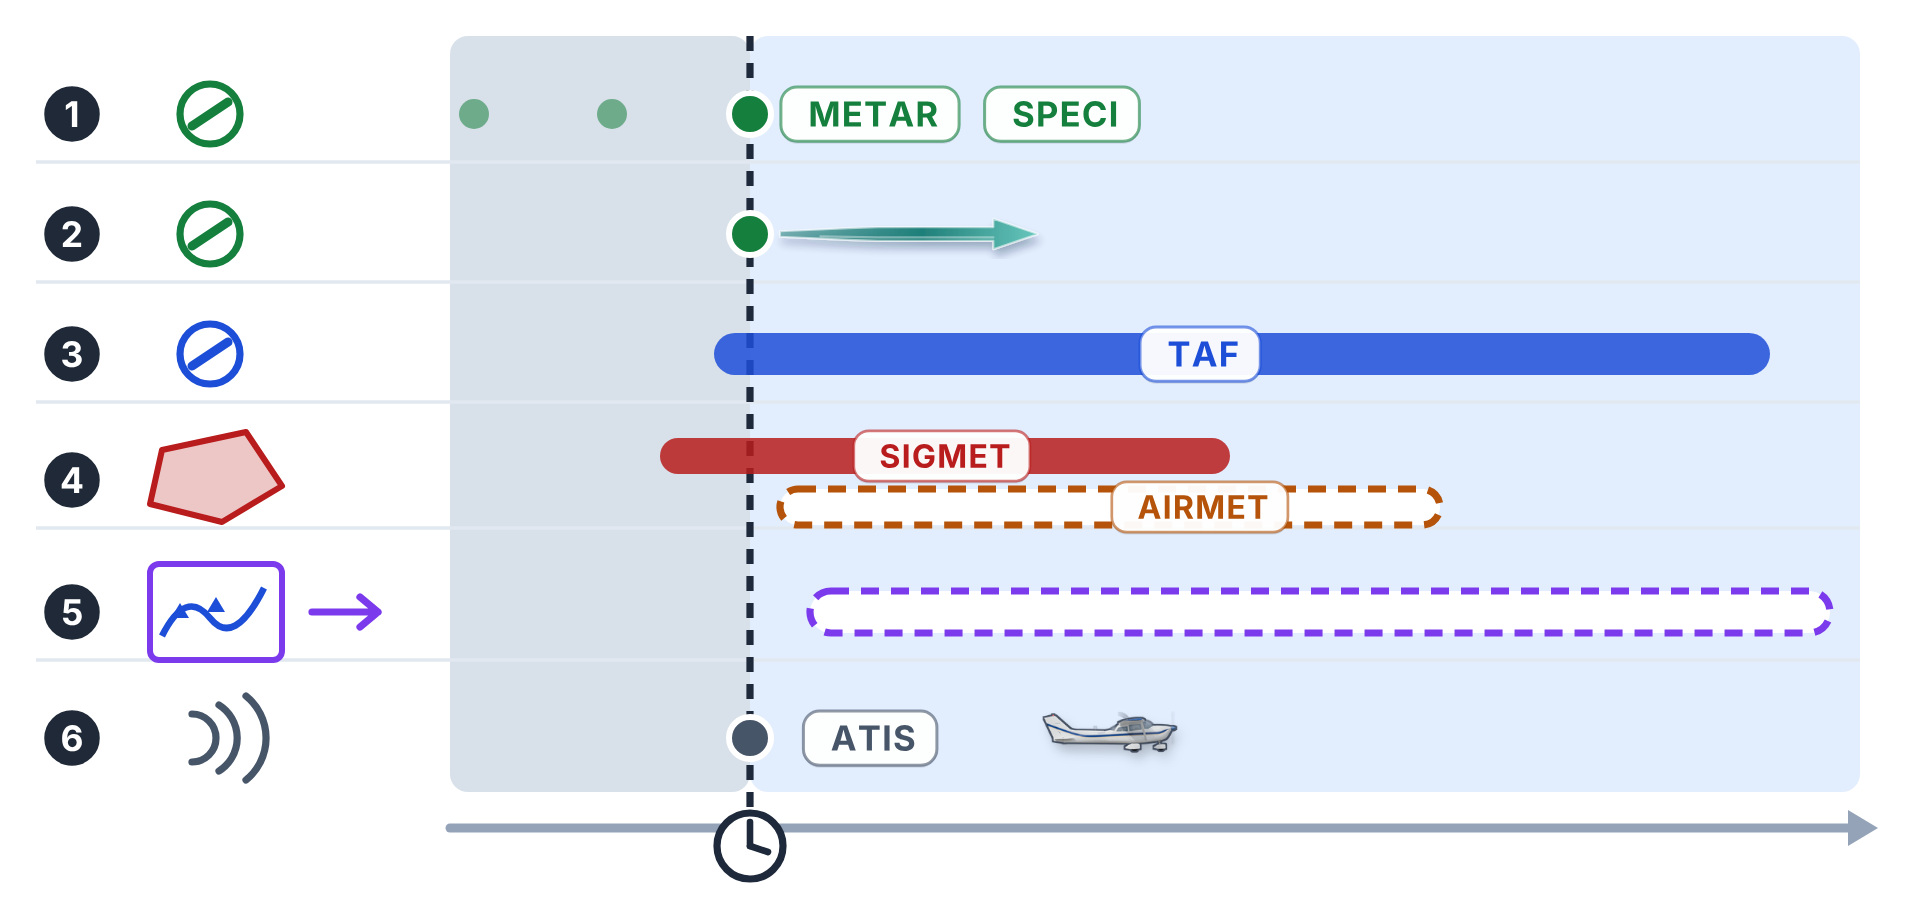 1 METAR SPECI
2
3 TAF
4 SIGMET
AIRMET
5
6 ATIS